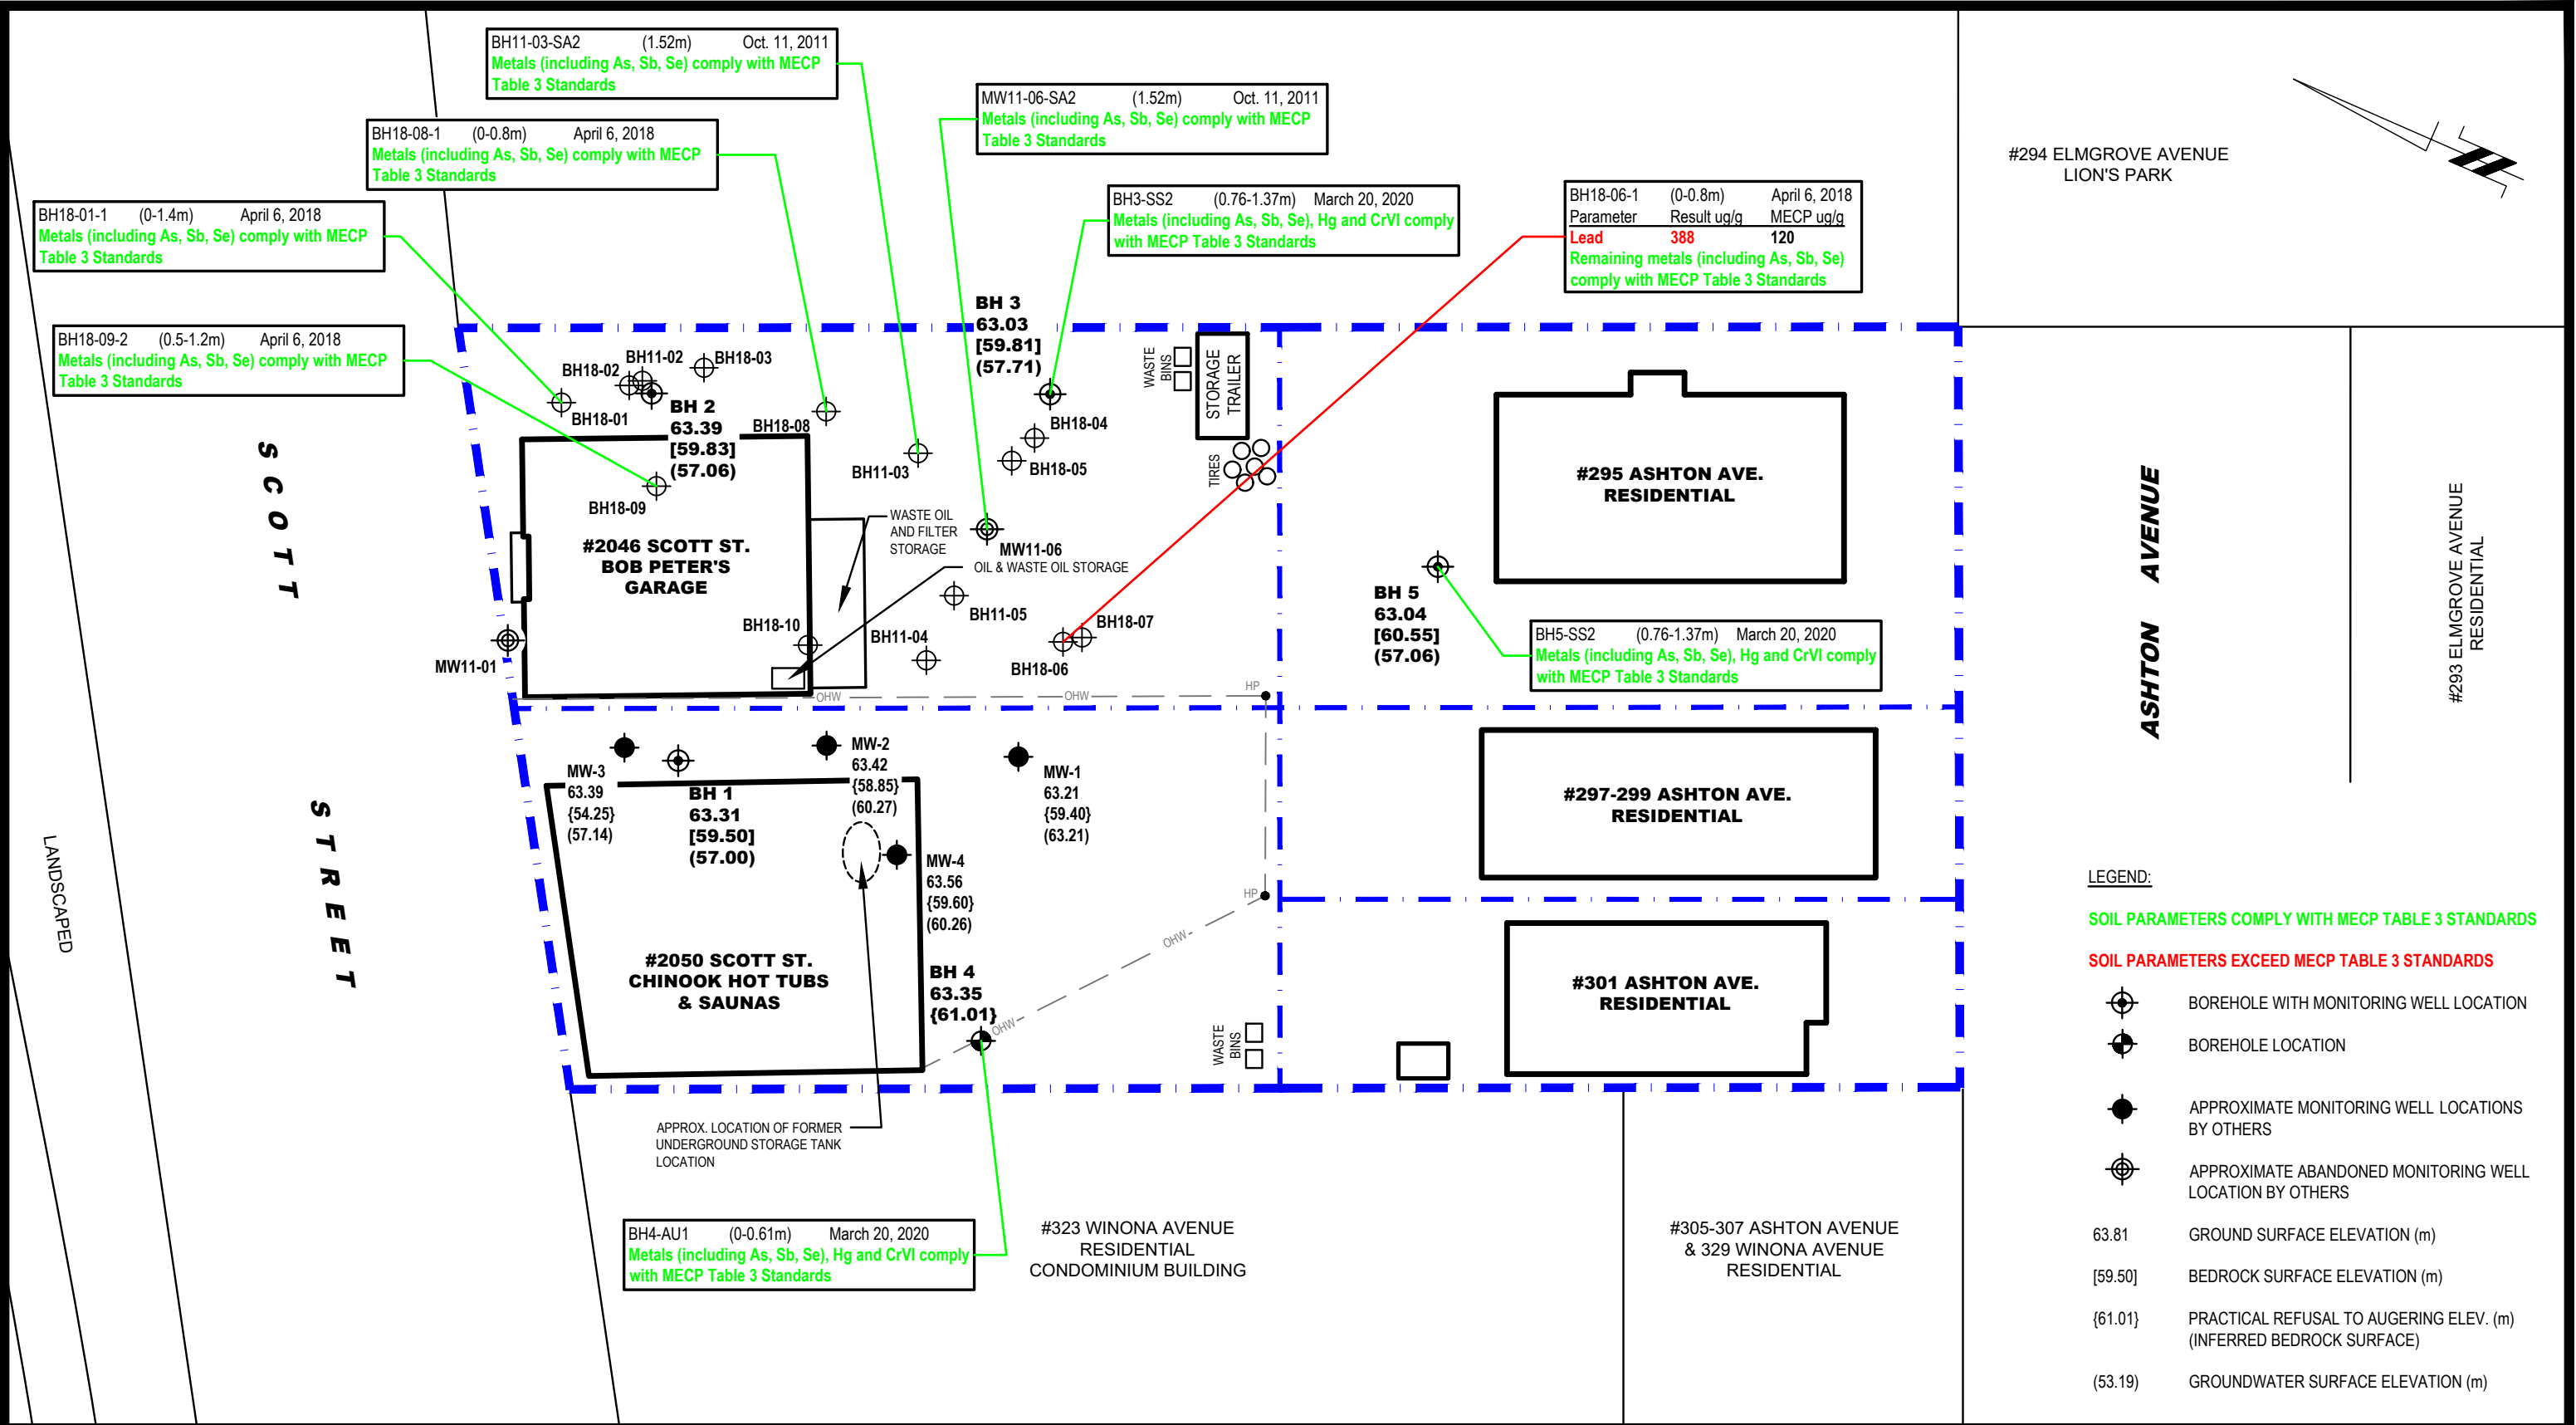 BH11-03-SA2 (1.52m) Oct. 11, 2011
Metals (including As, Sb, Se) comply with MECP
Table 3 Standards
MW11-06-SA2 (1.52m) Oct. 11, 2011
Metals (including As, Sb, Se) comply with MECP
Table 3 Standards
BH18-08-1 (0-0.8m) April 6, 2018
Metals (including As, Sb, Se) comply with MECP
Table 3 Standards
BH18-01-1 (0-1.4m) April 6, 2018
Metals (including As, Sb, Se) comply with MECP
Table 3 Standards
BH3-SS2 (0.76-1.37m) March 20, 2020
Metals (including As, Sb, Se), Hg and CrVI comply
with MECP Table 3 Standards
BH18-06-1 (0-0.8m) April 6, 2018
Parameter Result ug/g MECP ug/g
Lead 388 120
Remaining metals (including As, Sb, Se)
comply with MECP Table 3 Standards
#294 ELMGROVE AVENUE
LION'S PARK
BH18-09-2 (0.5-1.2m) April 6, 2018
Metals (including As, Sb, Se) comply with MECP
Table 3 Standards
BH 3
63.03
[59.81]
(57.71)
BH11-02
BH18-02
BH18-03
BH18-01
BH 2
63.39
[59.83]
(57.06)
BH18-08
BH18-09
BH11-03
BH18-04
BH18-05
WASTE
BINS
STORAGE
TRAILER
TIRES
#295 ASHTON AVE.
RESIDENTIAL
ASHTON AVENUE
#293 ELMGROVE AVENUE
RESIDENTIAL
SCOTT
STREET
LANDSCAPED
#2046 SCOTT ST.
BOB PETER'S
GARAGE
WASTE OIL
AND FILTER
STORAGE
MW11-06
OIL & WASTE OIL STORAGE
BH11-05
BH18-10
BH11-04
BH18-07
BH18-06
MW11-01
BH 5
63.04
[60.55]
(57.06)
BH5-SS2 (0.76-1.37m) March 20, 2020
Metals (including As, Sb, Se), Hg and CrVI comply
with MECP Table 3 Standards
OHW
OHW
HP
MW-3
63.39
{54.25}
(57.14)
BH 1
63.31
[59.50]
(57.00)
MW-2
63.42
{58.85}
(60.27)
MW-1
63.21
{59.40}
(63.21)
MW-4
63.56
{59.60}
(60.26)
HP
OHW
OHW
#297-299 ASHTON AVE.
RESIDENTIAL
#2050 SCOTT ST.
CHINOOK HOT TUBS
& SAUNAS
BH 4
63.35
{61.01}
WASTE
BINS
#301 ASHTON AVE.
RESIDENTIAL
APPROX. LOCATION OF FORMER
UNDERGROUND STORAGE TANK
LOCATION
BH4-AU1 (0-0.61m) March 20, 2020
Metals (including As, Sb, Se), Hg and CrVI comply
with MECP Table 3 Standards
#323 WINONA AVENUE
RESIDENTIAL
CONDOMINIUM BUILDING
#305-307 ASHTON AVENUE
& 329 WINONA AVENUE
RESIDENTIAL
LEGEND:
SOIL PARAMETERS COMPLY WITH MECP TABLE 3 STANDARDS
SOIL PARAMETERS EXCEED MECP TABLE 3 STANDARDS
BOREHOLE WITH MONITORING WELL LOCATION
BOREHOLE LOCATION
APPROXIMATE MONITORING WELL LOCATIONS
BY OTHERS
APPROXIMATE ABANDONED MONITORING WELL
LOCATION BY OTHERS
63.81 GROUND SURFACE ELEVATION (m)
[59.50] BEDROCK SURFACE ELEVATION (m)
{61.01} PRACTICAL REFUSAL TO AUGERING ELEV. (m)
(INFERRED BEDROCK SURFACE)
(53.19) GROUNDWATER SURFACE ELEVATION (m)